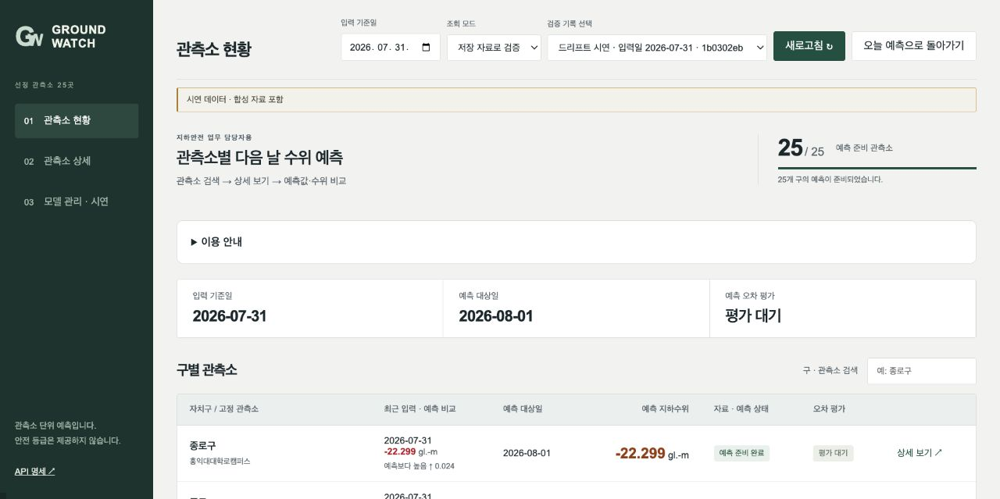 GW GROUND
WATCH
선정 관측소 25곳
01 관측소 현황
02 관측소 상세
03 모델 관리 · 시연
관측소 단위 예측입니다.
안전 등급은 제공하지 않습니다.
API 명세 ↗
관측소 현황
입력 기준일
2026. 07. 31.
조회 모드
저장 자료로 검증
검증 기록 선택
드리프트 시연 · 입력일 2026-07-31 · 1b0302eb
새로고침 ↻
오늘 예측으로 돌아가기
시연 데이터 · 합성 자료 포함
지하안전 업무 담당자용
관측소별 다음 날 수위 예측
관측소 검색 → 상세 보기 → 예측값·수위 비교
25 / 25 예측 준비 관측소
25개 구의 예측이 준비되었습니다.
▶ 이용 안내
입력 기준일
2026-07-31
예측 대상일
2026-08-01
예측 오차 평가
평가 대기
구별 관측소
구 · 관측소 검색
예: 종로구
자치구 / 고정 관측소 최근 입력 · 예측 비교 예측 대상일 예측 지하수위 자료 · 예측 상태 오차 평가
종로구
홍익대대학로캠퍼스
2026-07-31
-22.299 gl.-m
예측보다 높음 ↑ 0.024
2026-08-01
-22.299 gl.-m
예측 준비 완료
평가 대기
상세 보기 ↗
2026-07-31